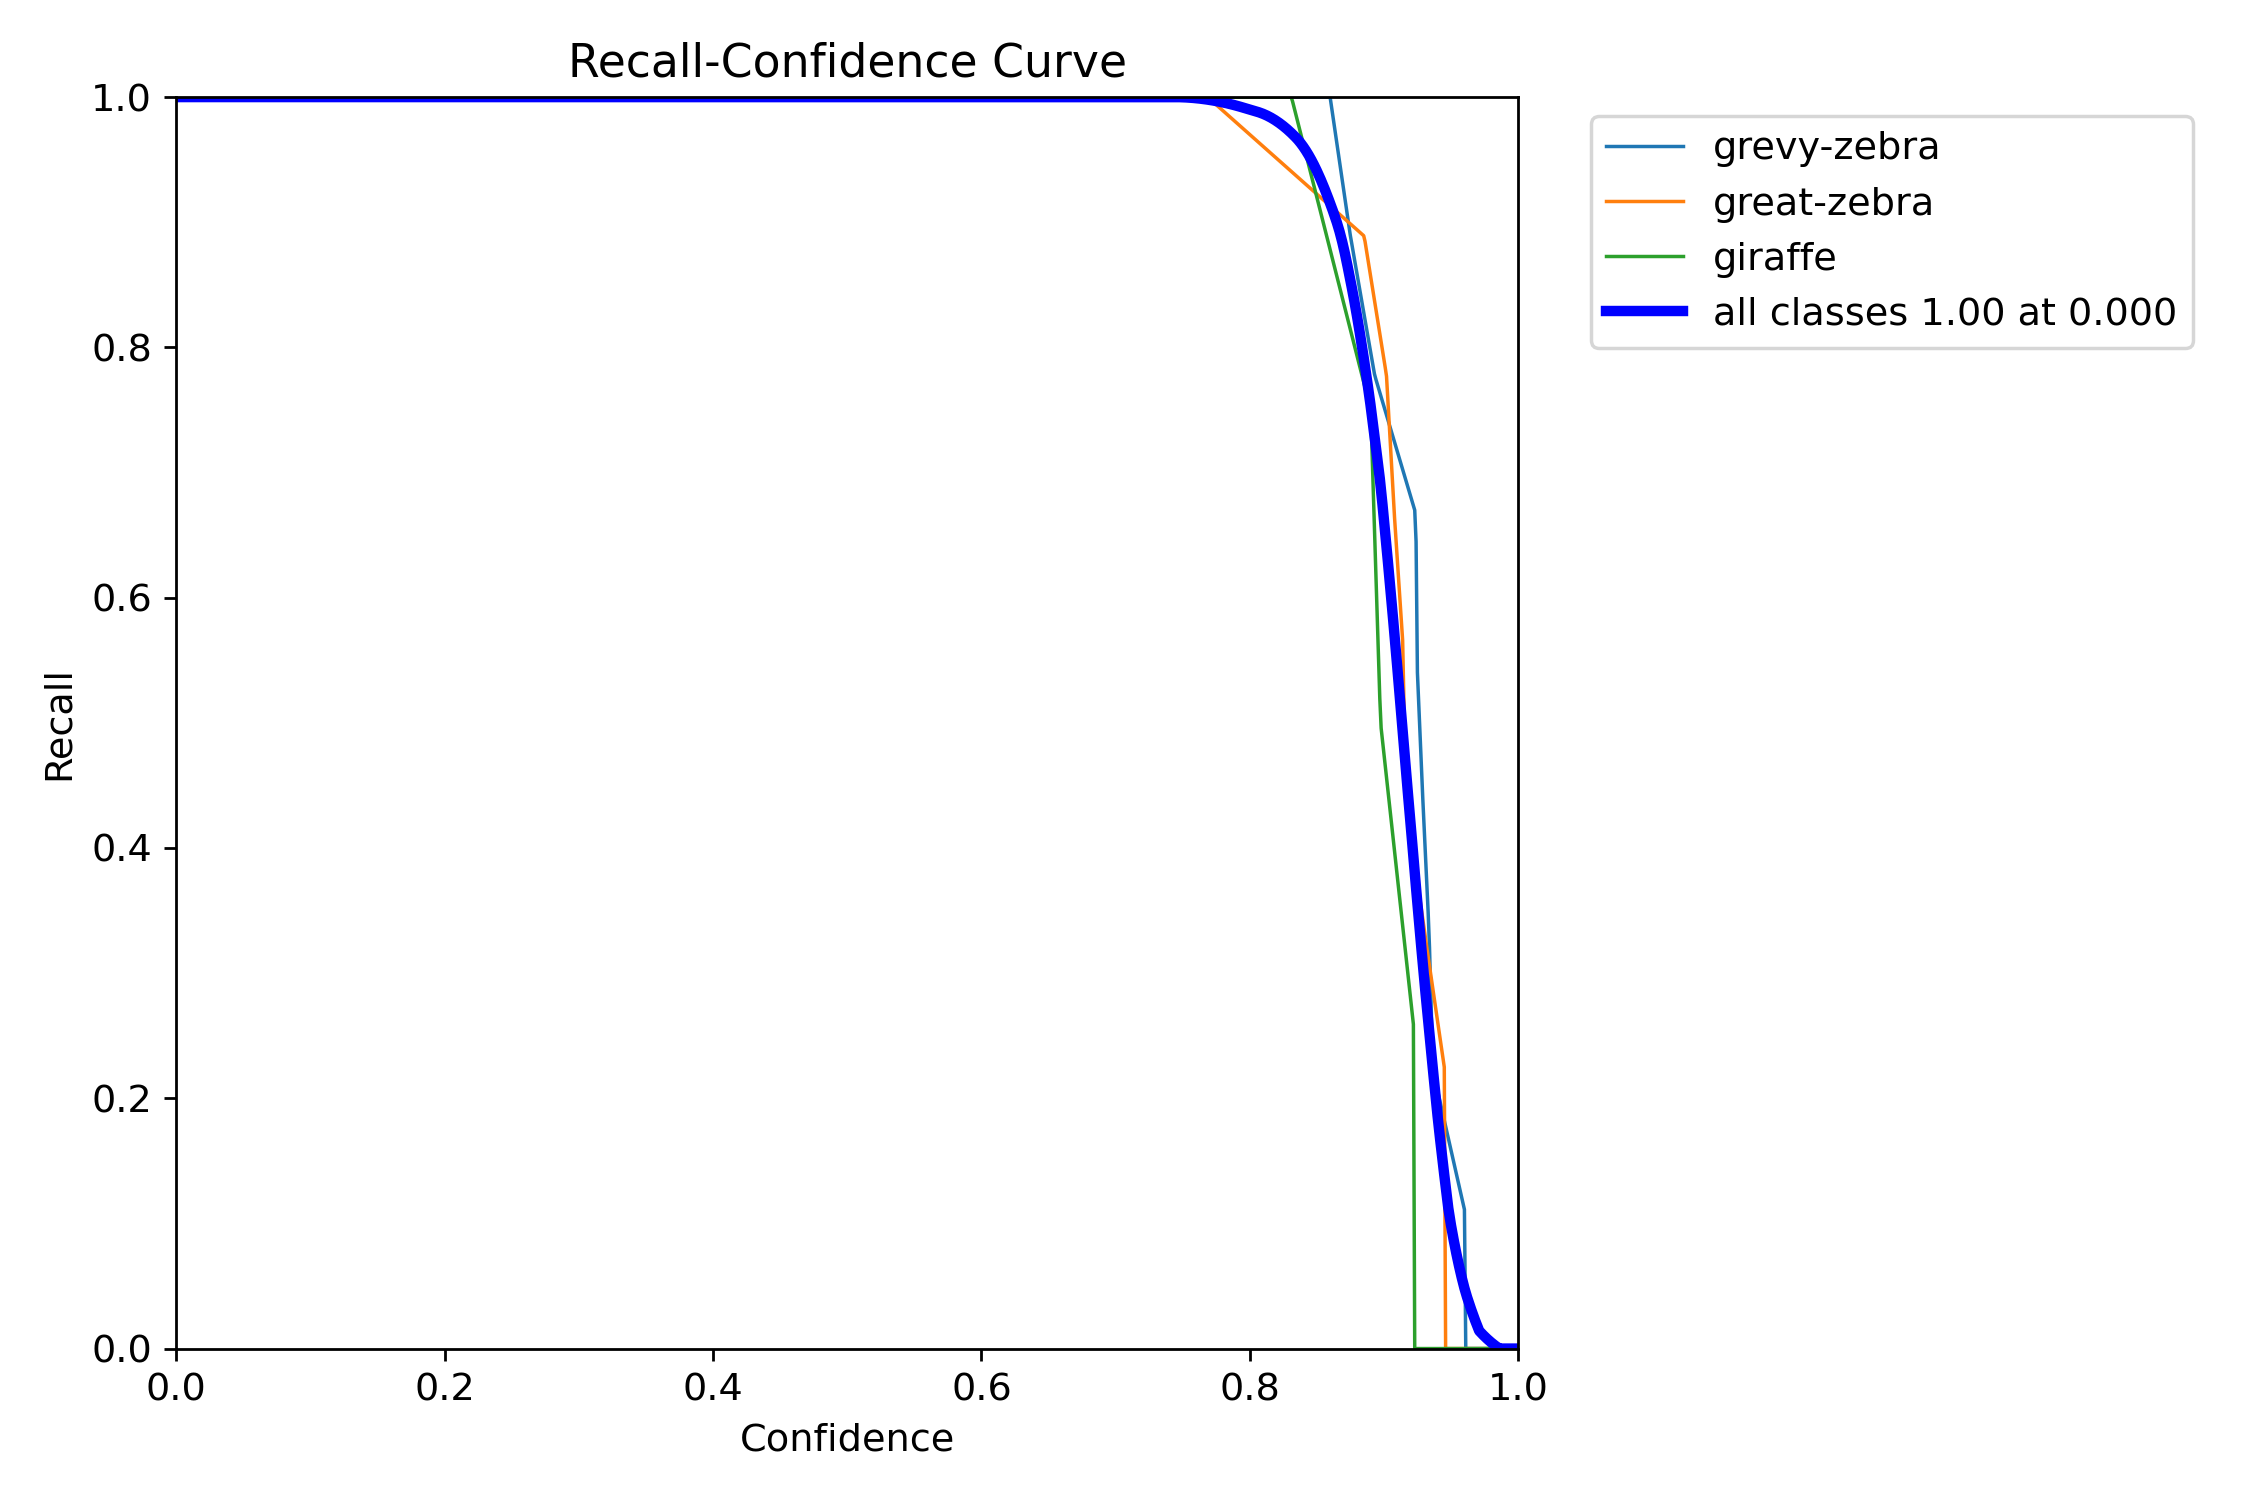 Recall-Confidence Curve
1.0
0.8
0.6
0.4
0.2
0.0
Recall
0.0 0.2 0.4 0.6 0.8 1.0
Confidence
grevy-zebra
great-zebra
giraffe
all classes 1.00 at 0.000